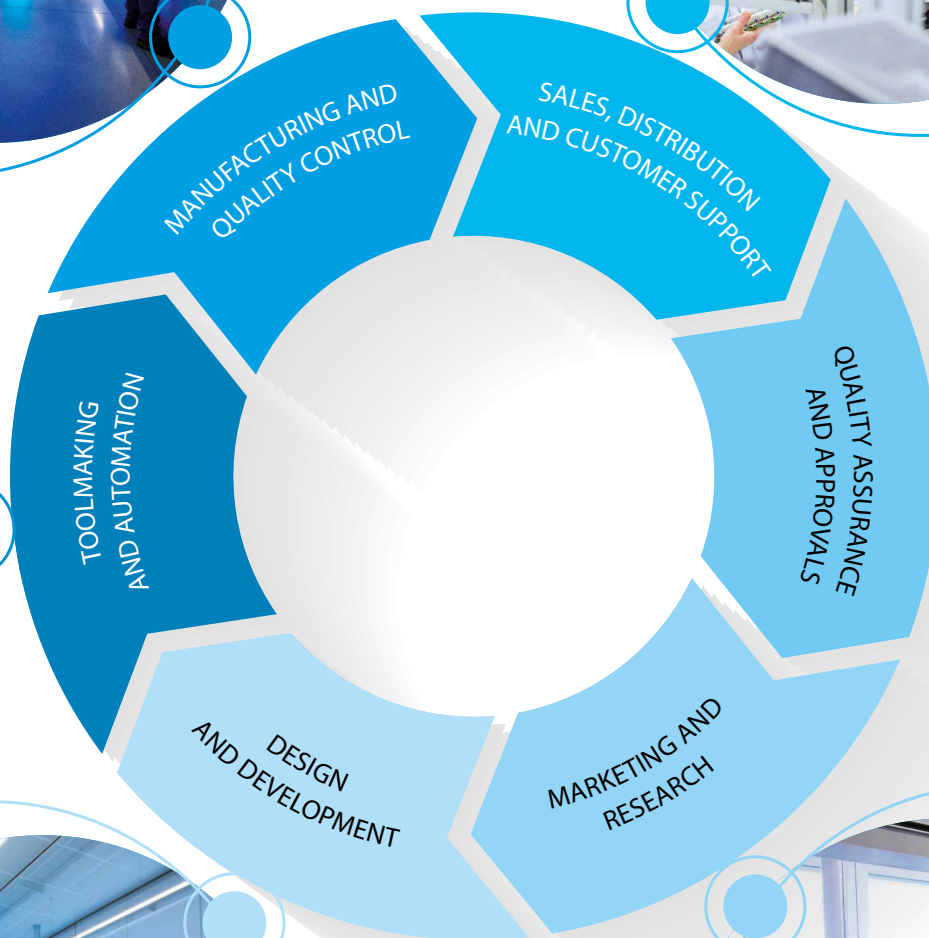 MANUFACTURING AND
QUALITY CONTROL
SALES, DISTRIBUTION
AND CUSTOMER SUPPORT
QUALITY ASSURANCE
AND APPROVALS
MARKETING AND
RESEARCH
DESIGN
AND DEVELOPMENT
TOOLMAKING
AND AUTOMATION